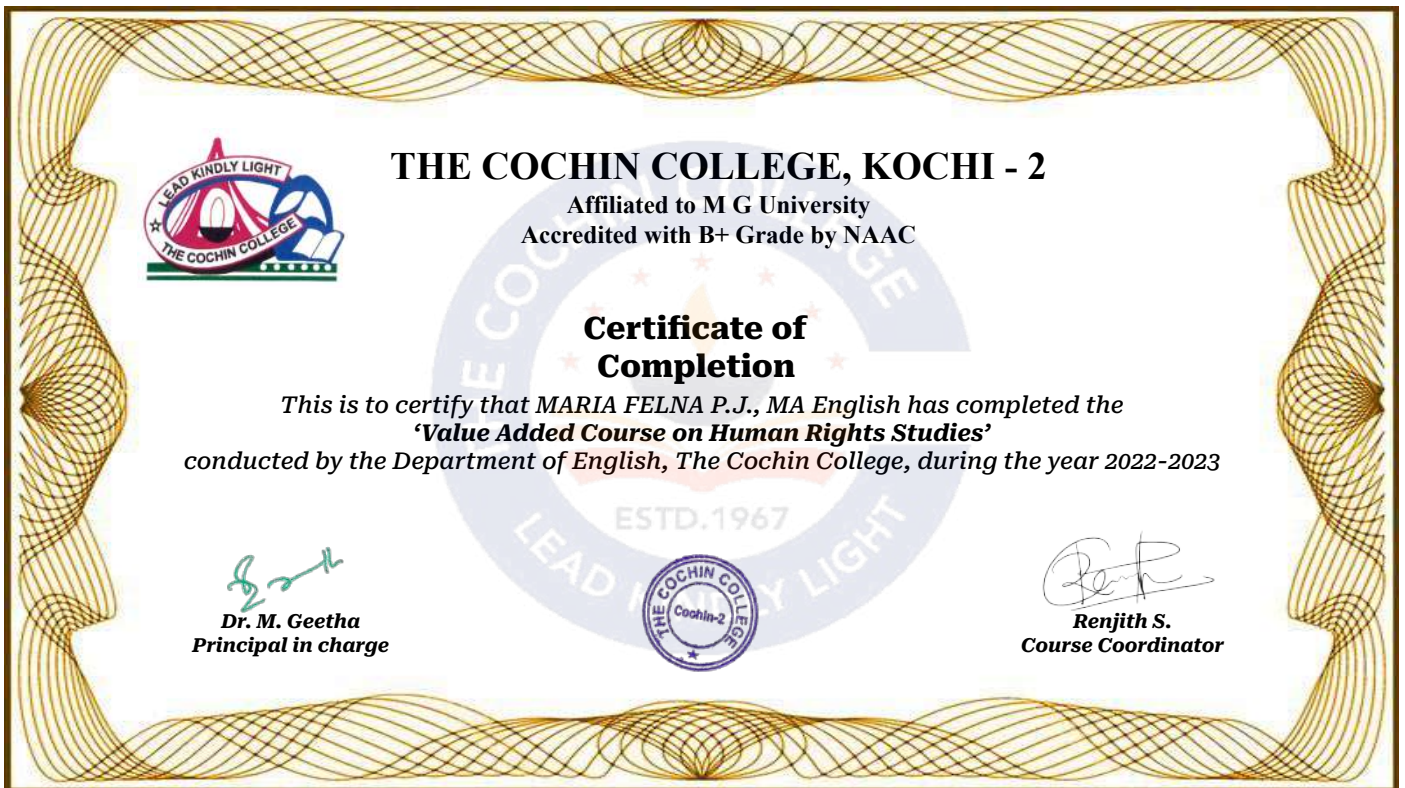 LEAD KINDLY LIGHT
THE COCHIN COLLEGE
THE COCHIN COLLEGE, KOCHI - 2
Affiliated to M G University
Accredited with B+ Grade by NAAC
THE COCHIN COLLEGE
Certificate of
Completion
This is to certify that MARIA FELNA P.J., MA English has completed the
‘Value Added Course on Human Rights Studies’
conducted by the Department of English, The Cochin College, during the year 2022-2023
ESTD.1967
LEAD KINDLY LIGHT
Dr. M. Geetha
Principal in charge
THE COCHIN COLLEGE
Cochin-2
Renjith S.
Course Coordinator